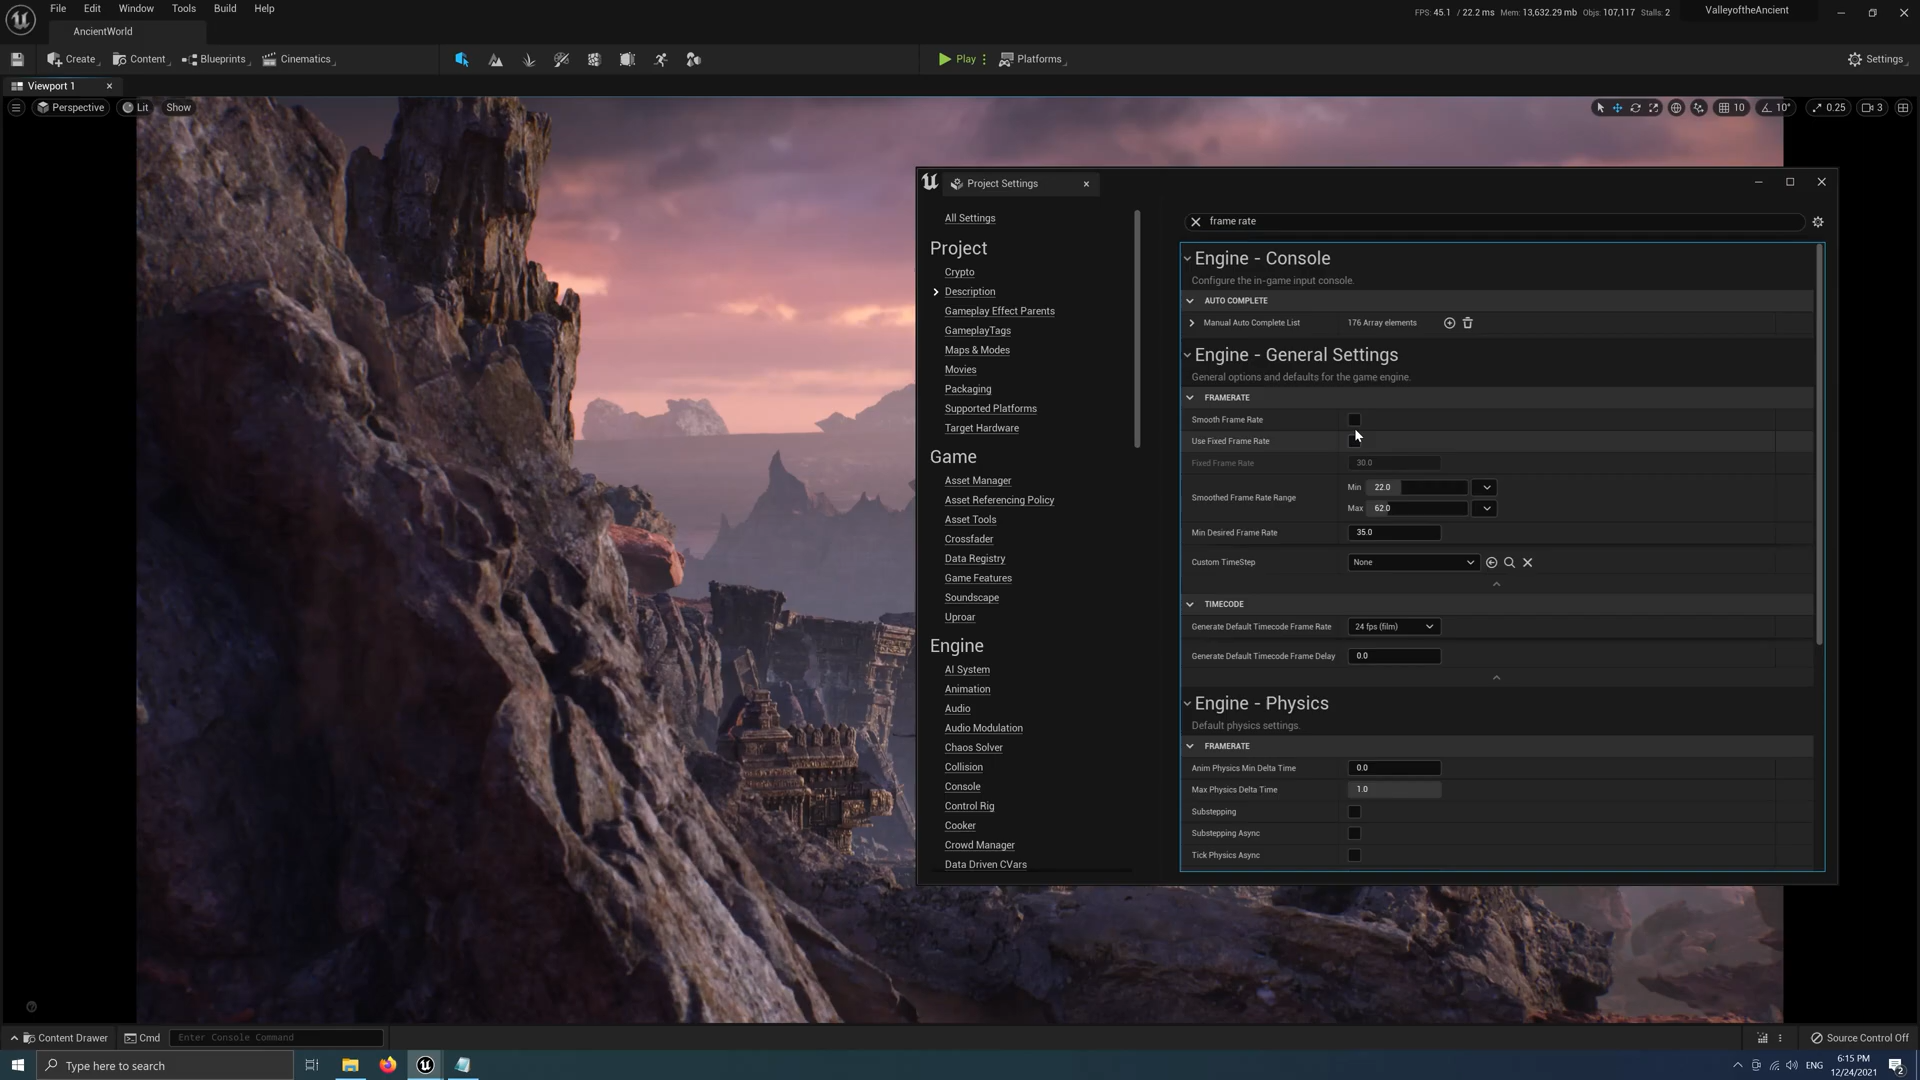 File Edit Window Tools Build Help
FPS: 45.1 / 22.2 ms Mem: 13,632.29 mb Objs: 107,117 Stalls: 2
ValleyoftheAncient
AncientWorld
Create Content Blueprints Cinematics Play Platforms Settings
Viewport 1
Perspective Lit Show
10 10° 0.25 3
Project Settings
All Settings
Project
Crypto
Description
Gameplay Effect Parents
GameplayTags
Maps & Modes
Movies
Packaging
Supported Platforms
Target Hardware
Game
Asset Manager
Asset Referencing Policy
Asset Tools
Crossfader
Data Registry
Game Features
Soundscape
Uproar
Engine
AI System
Animation
Audio
Audio Modulation
Chaos Solver
Collision
Console
Control Rig
Cooker
Crowd Manager
Data Driven CVars
frame rate
Engine - Console
Configure the in-game input console.
AUTO COMPLETE
Manual Auto Complete List 176 Array elements
Engine - General Settings
General options and defaults for the game engine.
FRAMERATE
Smooth Frame Rate
Use Fixed Frame Rate
Fixed Frame Rate 30.0
Smoothed Frame Rate Range
Min 22.0
Max 62.0
Min Desired Frame Rate 35.0
Custom TimeStep None
TIMECODE
Generate Default Timecode Frame Rate 24 fps (film)
Generate Default Timecode Frame Delay 0.0
Engine - Physics
Default physics settings.
FRAMERATE
Anim Physics Min Delta Time 0.0
Max Physics Delta Time 1.0
Substepping
Substepping Async
Tick Physics Async
Content Drawer Cmd Enter Console Command Source Control Off
Type here to search
ENG
6:15 PM
12/24/2021
2